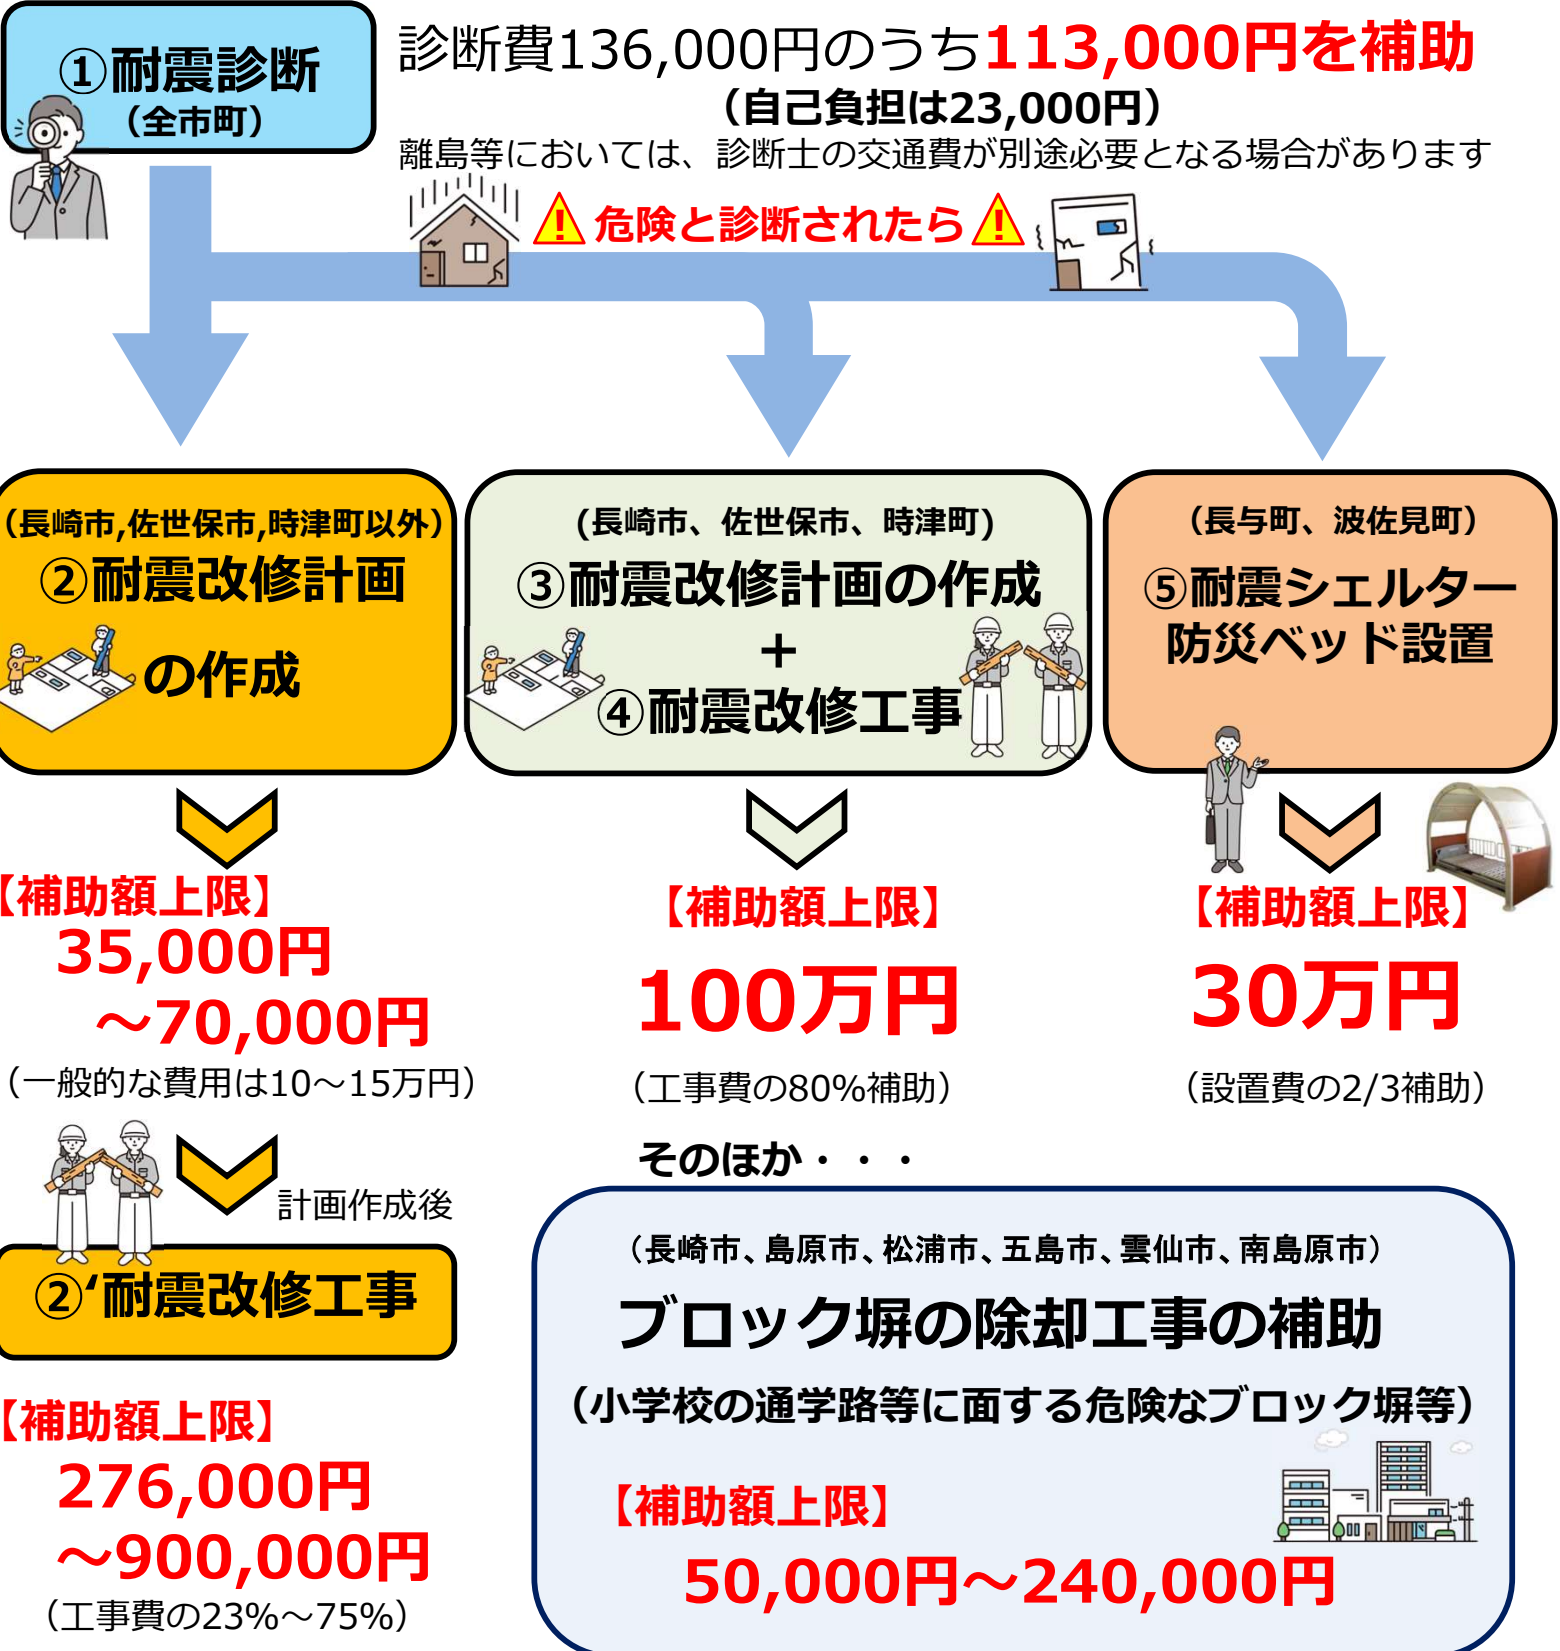 ①耐震診断
（全市町）
診断費136,000円のうち113,000円を補助
（自己負担は23,000円）
離島等においては、診断士の交通費が別途必要となる場合があります
危険と診断されたら
（長崎市,佐世保市,時津町以外）
②耐震改修計画
の作成
【補助額上限】
35,000円
～70,000円
（一般的な費用は10～15万円）
計画作成後
②‘耐震改修工事
【補助額上限】
276,000円
～900,000円
（工事費の23%～75%）
(長崎市、佐世保市、時津町)
③耐震改修計画の作成
＋
④耐震改修工事
【補助額上限】
100万円
（工事費の80%補助）
（長与町、波佐見町）
⑤耐震シェルター
防災ベッド設置
【補助額上限】
30万円
（設置費の2/3補助）
そのほか・・・
（長崎市、島原市、松浦市、五島市、雲仙市、南島原市）
ブロック塀の除却工事の補助
（小学校の通学路等に面する危険なブロック塀等）
【補助額上限】
50,000円～240,000円